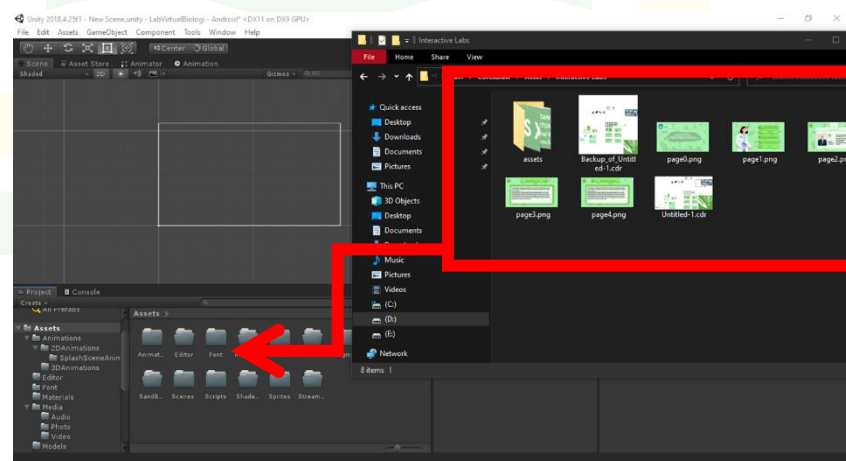 Unity 2018.4.29f1 - New Scene.unity - LabVirtualBiologi - Android* <DX11 on DX9 GPU>
File Edit Assets GameObject Component Tools Window Help
Center Global
Scene Asset Store Animator Animation
Shaded 2D Gizmos All
Interactive Labs
File Home Share View
Quick access
Desktop
Downloads
Documents
Pictures
This PC
3D Objects
Desktop
Documents
Music
Pictures
Videos
(C:)
(D:)
(E:)
Network
8 items
assets
Backup_of_Untitl
ed-1.cdr
page0.png
page1.png
page2.pn
page3.png
page4.png
Untitled-1.cdr
Project Console
Create
All Prefabs
Assets
Animations
2DAnimations
SplashSceneAnim
3DAnimations
Editor
Font
Materials
Media
Audio
Photo
Video
Models
Assets >
Animat.. Editor Font
SandB.. Scenes Scripts Shade.. Sprites Stream..